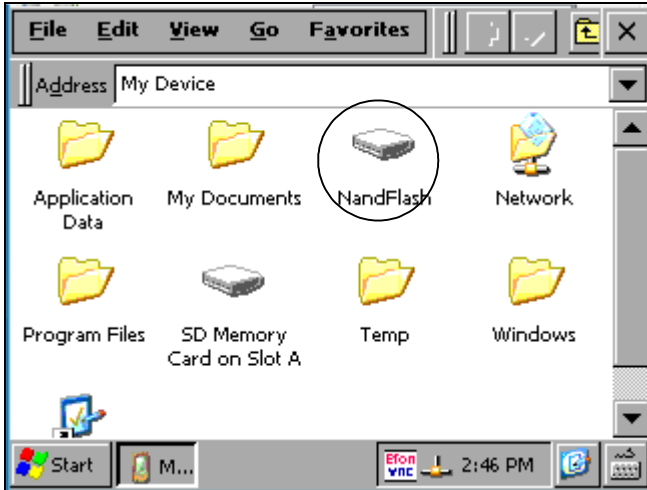 File Edit View Go Favorites
Address My Device
Application Data
My Documents
NandFlash
Network
Program Files
SD Memory Card on Slot A
Temp
Windows
Start
M...
Efon
VNC
2:46 PM